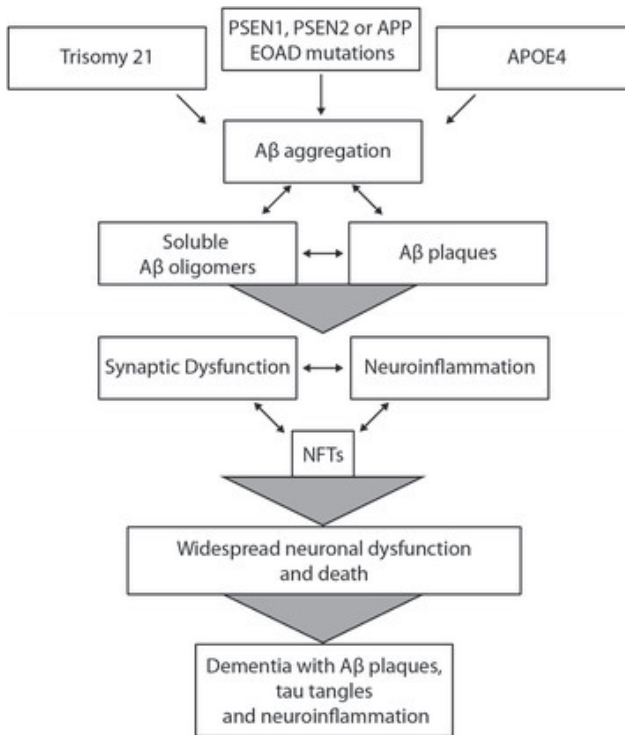 Trisomy 21
PSEN1, PSEN2 or APP
EOAD mutations
APOE4
Aβ aggregation
Soluble
Aβ oligomers
Aβ plaques
Synaptic Dysfunction
Neuroinflammation
NFTs
Widespread neuronal dysfunction
and death
Dementia with Aβ plaques,
tau tangles
and neuroinflammation